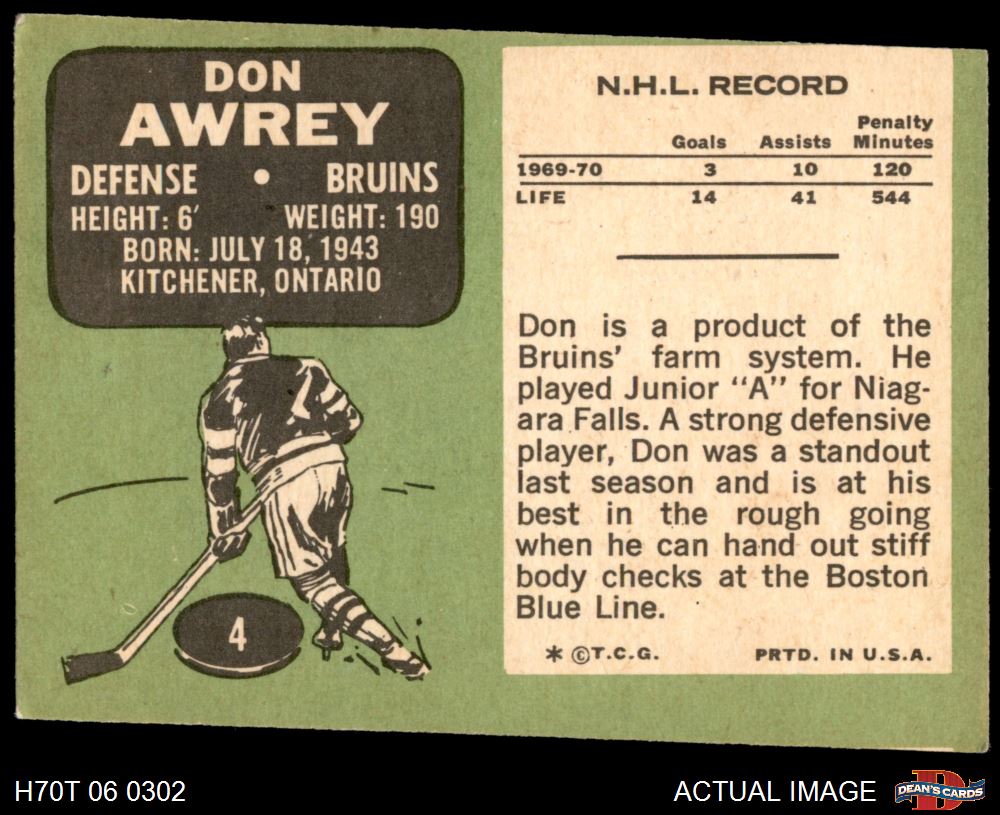 DON
AWREY
DEFENSE • BRUINS
HEIGHT: 6′ WEIGHT: 190
BORN: JULY 18, 1943
KITCHENER, ONTARIO
4
N.H.L. RECORD
Goals Assists Penalty Minutes
1969-70 3 10 120
LIFE 14 41 544
Don is a product of the
Bruins’ farm system. He
played Junior “A” for Niag-
ara Falls. A strong defensive
player, Don was a standout
last season and is at his
best in the rough going
when he can hand out stiff
body checks at the Boston
Blue Line.
* ©T.C.G. PRTD. IN U.S.A.
H70T 06 0302 ACTUAL IMAGE D DEAN'S CARDS